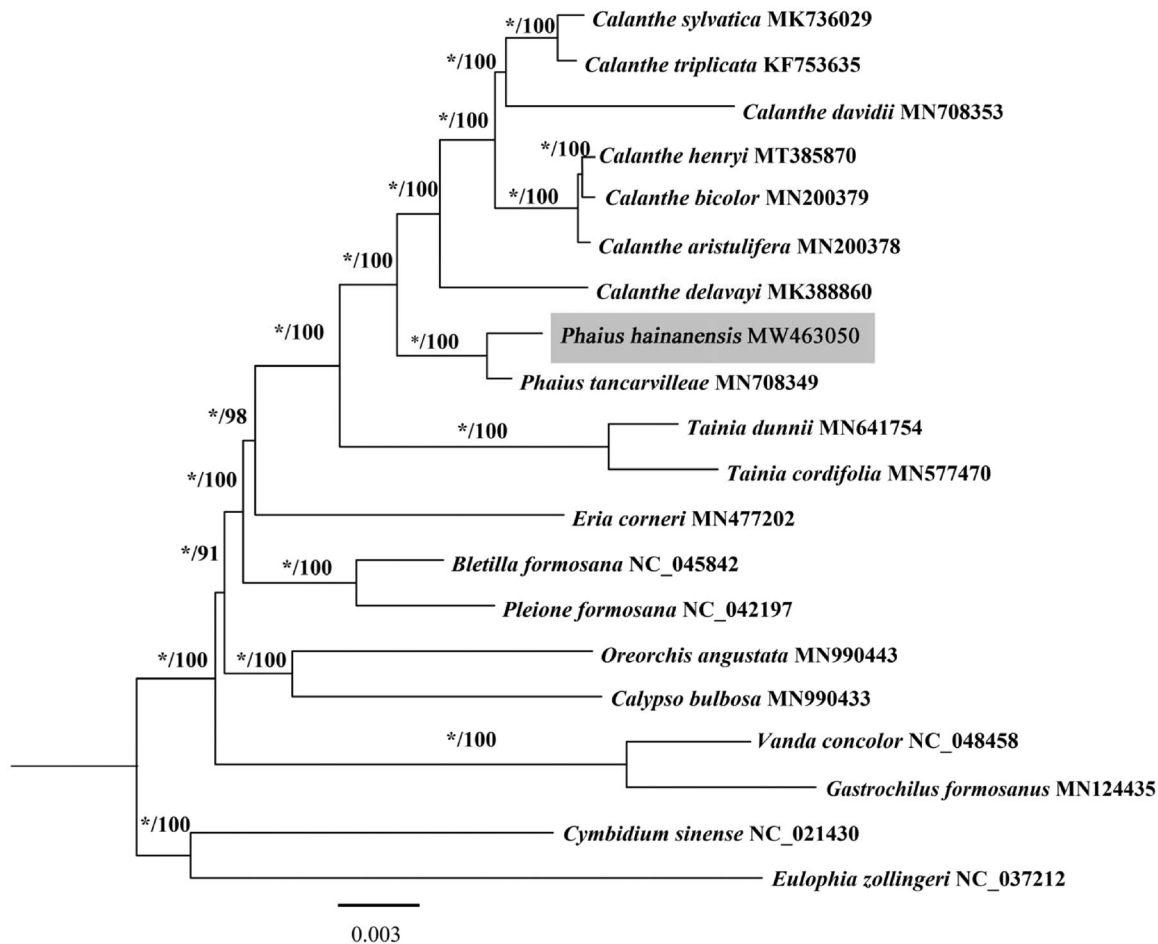 */100
Calanthe sylvatica MK736029
*/100
Calanthe triplicata KF753635
*/100
Calanthe davidii MN708353
*/100
Calanthe henryi MT385870
*/100
*/100
Calanthe bicolor MN200379
Calanthe aristulifera MN200378
*/100
Calanthe delavayi MK388860
*/100
Phaius hainanensis MW463050
*/100
Phaius tancarvilleae MN708349
*/98
*/100
Tainia dunnii MN641754
Tainia cordifolia MN577470
*/100
Eria corneri MN477202
*/91
*/100
Bletilla formosana NC_045842
Pleione formosana NC_042197
*/100
*/100
Oreorchis angustata MN990443
Calypso bulbosa MN990433
*/100
Vanda concolor NC_048458
Gastrochilus formosanus MN124435
*/100
Cymbidium sinense NC_021430
Eulophia zollingeri NC_037212
0.003